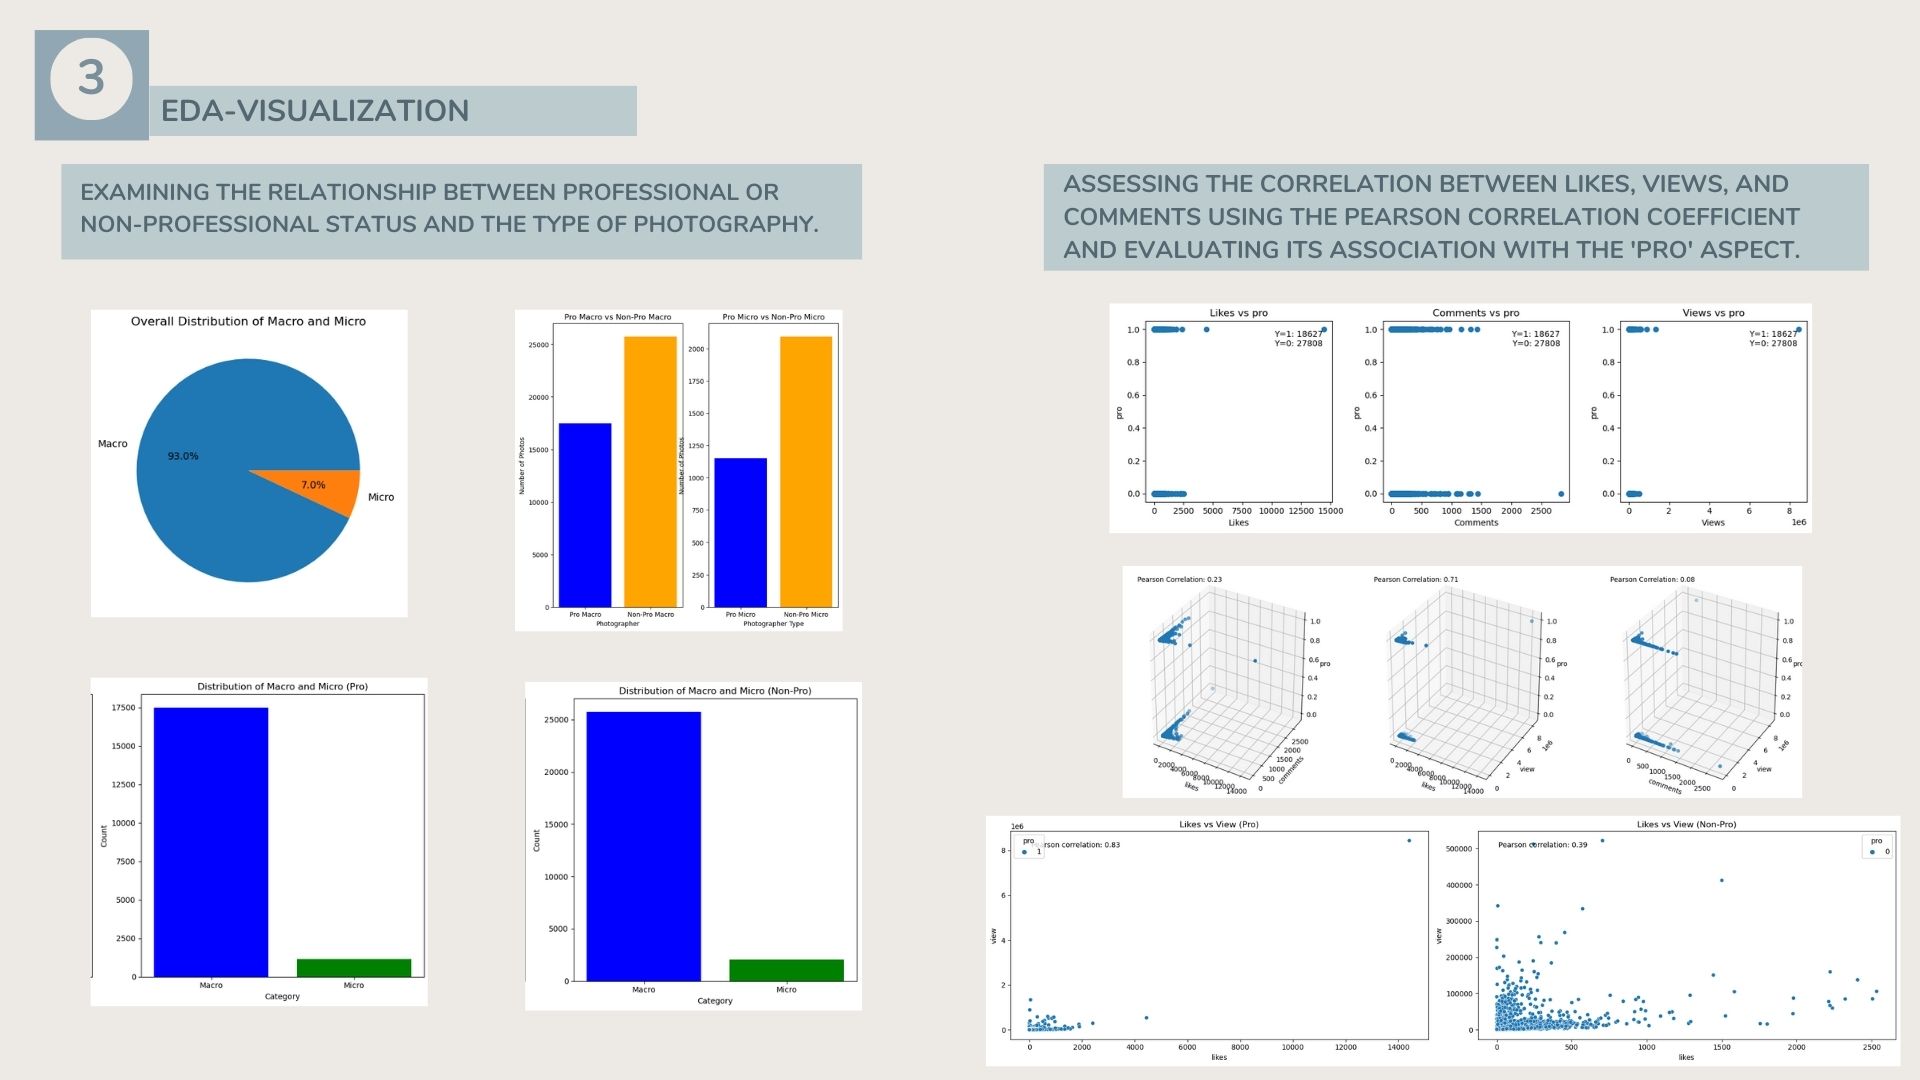 3
EDA-VISUALIZATION
EXAMINING THE RELATIONSHIP BETWEEN PROFESSIONAL OR
NON-PROFESSIONAL STATUS AND THE TYPE OF PHOTOGRAPHY.
Overall Distribution of Macro and Micro
Macro
93.0%
7.0%
Micro
Pro Macro vs Non-Pro Macro
25000
20000
15000
10000
5000
0
Number of Photos
Pro Macro Non-Pro Macro
Photographer
Pro Micro vs Non-Pro Micro
2000
1750
1500
1250
1000
750
500
250
0
Number of Photos
Pro Micro Non-Pro Micro
Photographer Type
Distribution of Macro and Micro (Pro)
17500
15000
12500
10000
7500
5000
2500
0
Count
Macro Micro
Category
Distribution of Macro and Micro (Non-Pro)
25000
20000
15000
10000
5000
0
Count
Macro Micro
Category
ASSESSING THE CORRELATION BETWEEN LIKES, VIEWS, AND
COMMENTS USING THE PEARSON CORRELATION COEFFICIENT
AND EVALUATING ITS ASSOCIATION WITH THE 'PRO' ASPECT.
Likes vs pro
Y=1: 18627
Y=0: 27808
1.0
0.8
0.6
0.4
0.2
0.0
pro
0 2500 5000 7500 10000 12500 15000
Likes
Comments vs pro
Y=1: 18627
Y=0: 27808
1.0
0.8
0.6
0.4
0.2
0.0
pro
0 500 1000 1500 2000 2500
Comments
Views vs pro
Y=1: 18627
Y=0: 27808
1.0
0.8
0.6
0.4
0.2
0.0
pro
0 2 4 6 8
1e6
Views
Pearson Correlation: 0.23
1.0
0.8
0.6
0.4
0.2
0.0
pro
0 2000 4000 6000 8000 10000 12000 14000
likes
0 500 1000 1500 2000 2500
comments
Pearson Correlation: 0.71
1.0
0.8
0.6
0.4
0.2
0.0
pro
0 2000 4000 6000 8000 10000 12000 14000
likes
0 2 4 6 8
1e6
view
Pearson Correlation: 0.08
1.0
0.8
0.6
0.4
0.2
0.0
pro
0 500 1000 1500 2000 2500
comments
0 2 4 6 8
1e6
view
Likes vs View (Pro)
1e6
pro
1
arson correlation: 0.83
8
6
4
2
0
view
0 2000 4000 6000 8000 10000 12000 14000
likes
Likes vs View (Non-Pro)
Pearson correlation: 0.39
pro
0
500000
400000
300000
200000
100000
0
view
0 500 1000 1500 2000 2500
likes